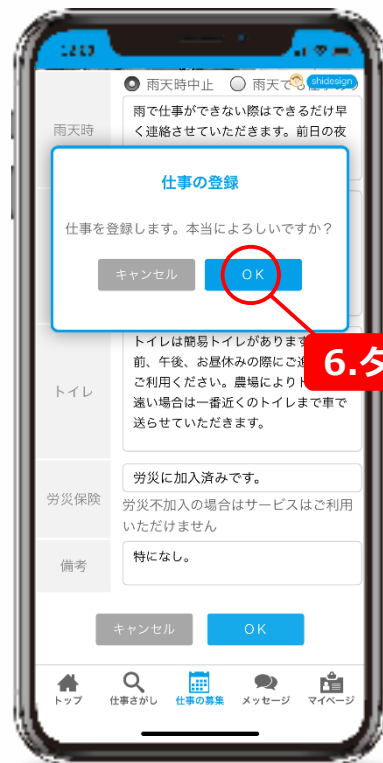 雨天時中止
shidesign
雨天時
雨で仕事ができない際はできるだけ早
く連絡させていただきます。前日の夜
仕事の登録
仕事を登録します。本当によろしいですか？
キャンセル
OK
6.タ
トイレ
トイレは簡易トイレがあります
前、午後、お昼休みの際にご
ご利用ください。農場により
遠い場合は一番近くのトイレまで車で
送らせていただきます。
労災保険
労災に加入済みです。
労災不加入の場合はサービスはご利用
いただけません
備考
特になし。
キャンセル
OK
トップ
仕事さがし
仕事の募集
メッセージ
マイページ